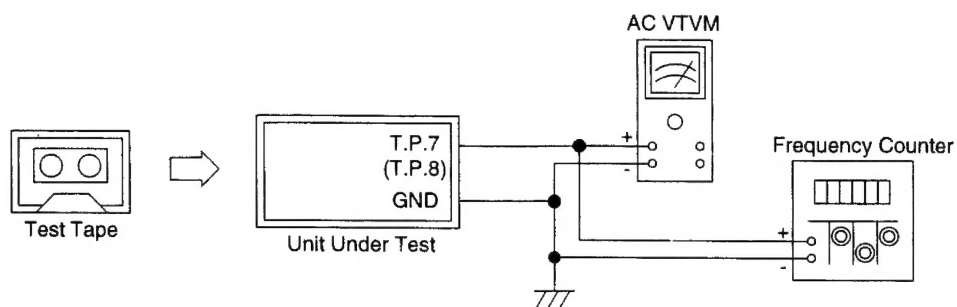 AC VTVM
T.P.7
(T.P.8)
GND
+
-
Frequency Counter
+
-
Test Tape
Unit Under Test